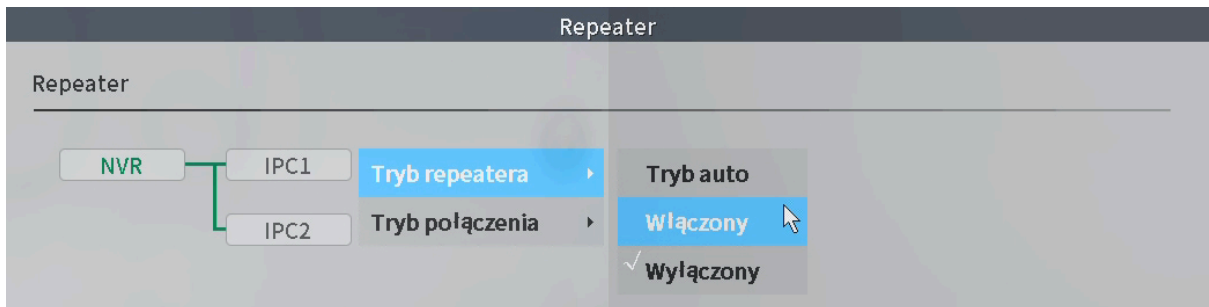 Repeater
Repeater
NVR IPC1 Tryb repeatera Tryb auto
IPC2 Tryb połączenia Włączony
Wyłączony